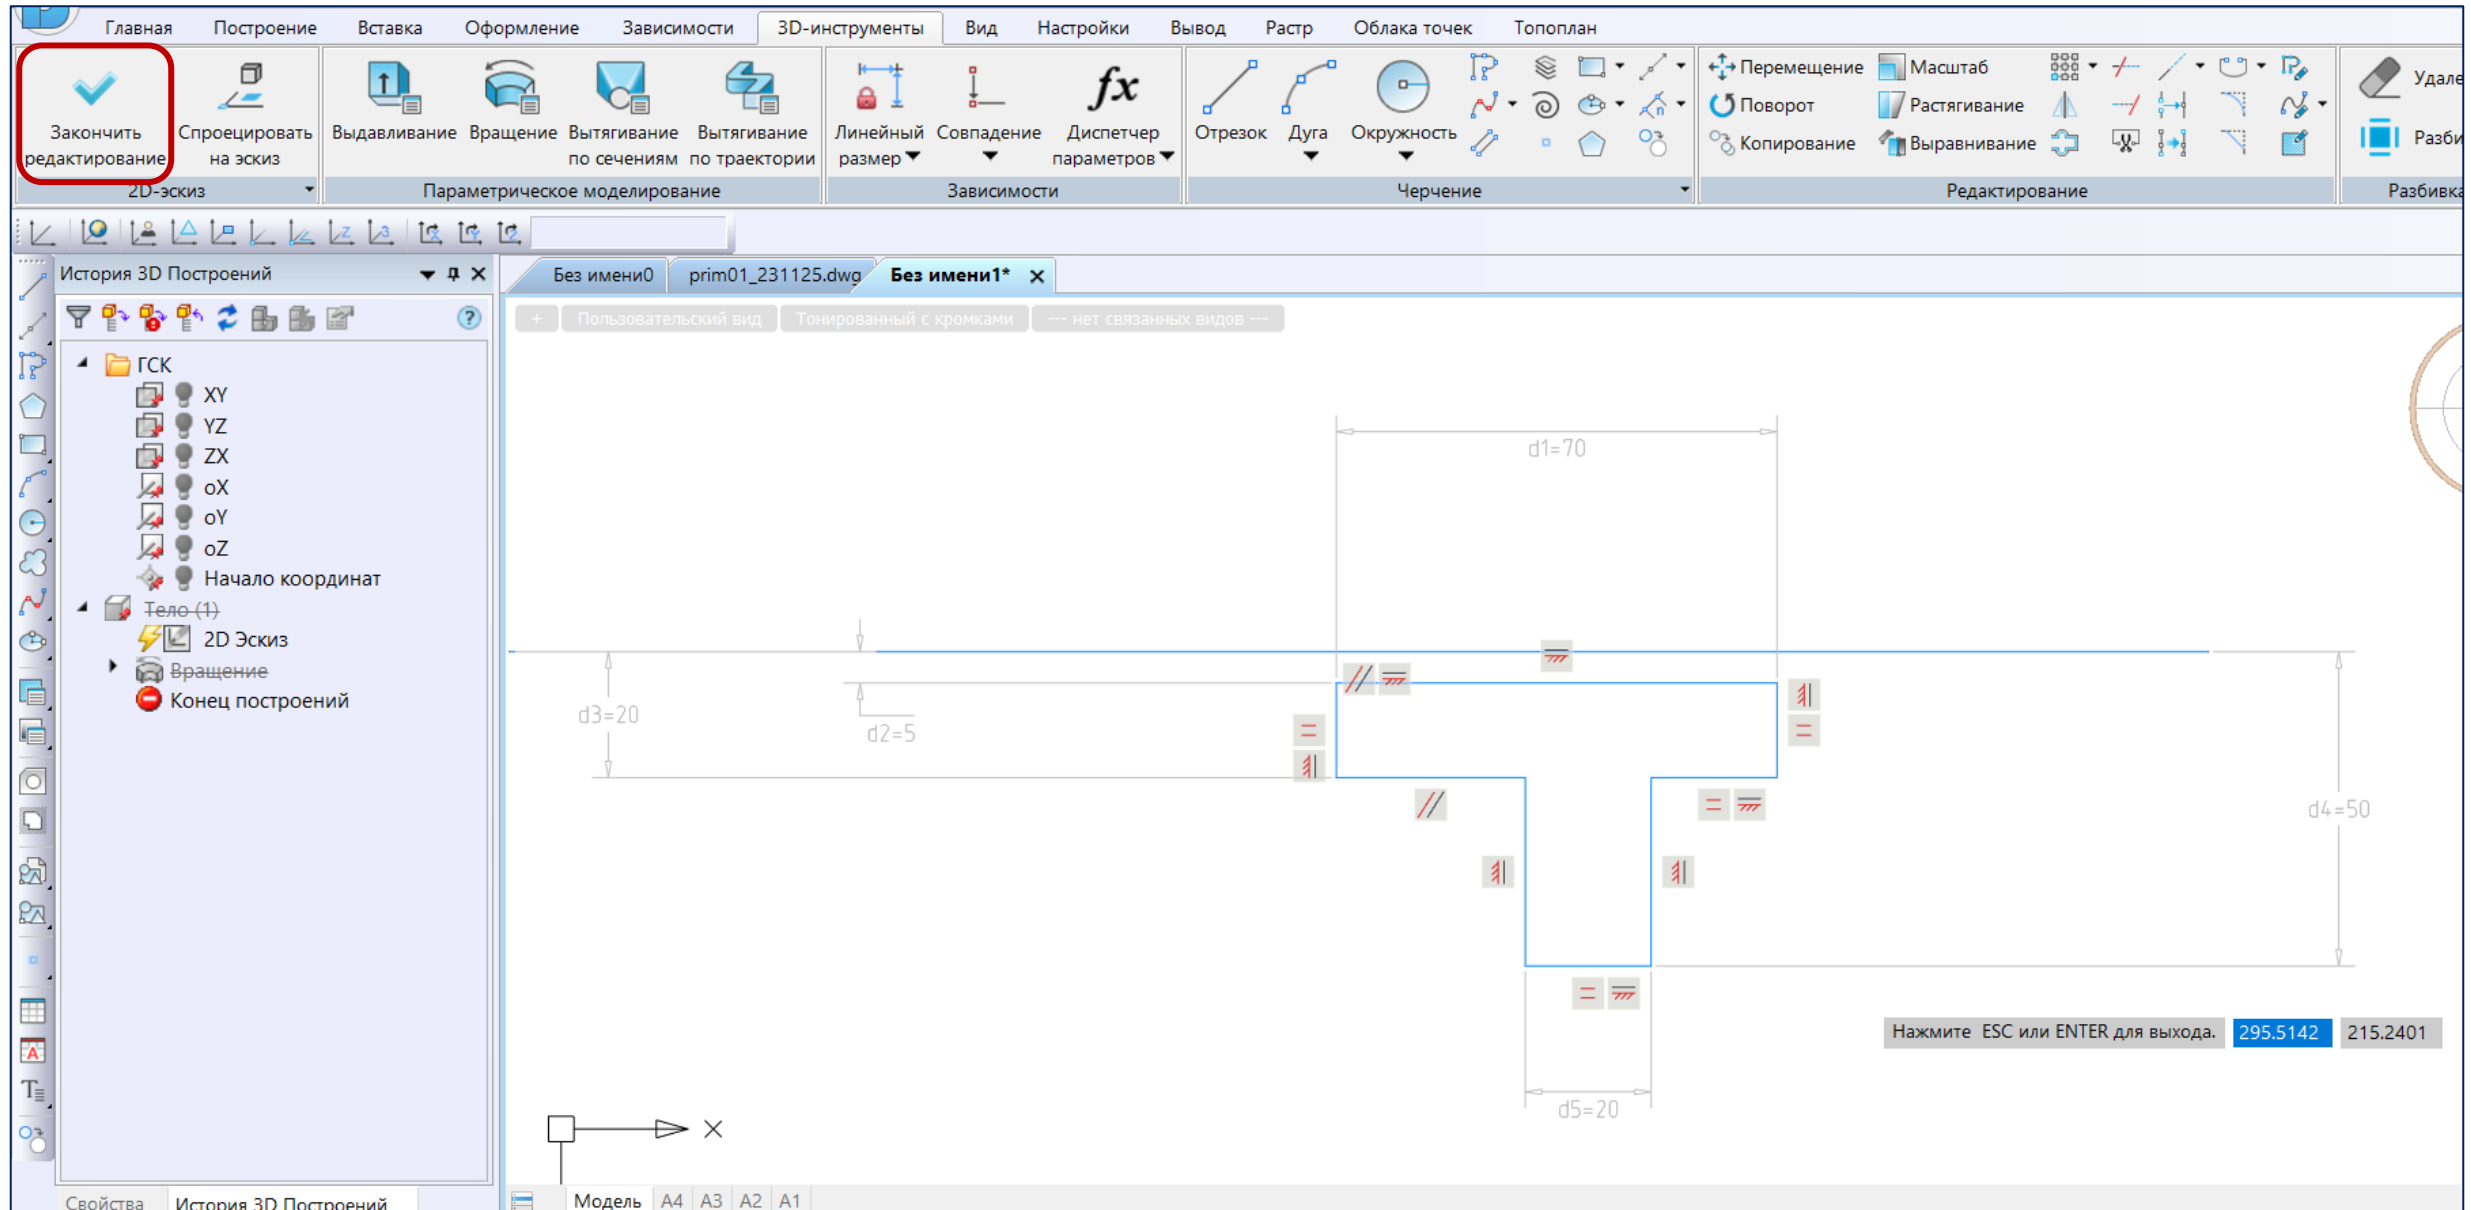 Главная Построение Вставка Оформление Зависимости 3D-инструменты Вид Настройки Вывод Растр Облака точек Топоплан
Закончить редактирование
Спроецировать на эскиз
2D-эскиз
Выдавливание
Вращение
Вытягивание по сечениям
Вытягивание по траектории
Параметрическое моделирование
Линейный размер
Совпадение
fx
Диспетчер параметров
Зависимости
Отрезок
Дуга
Окружность
Черчение
Перемещение
Поворот
Копирование
Масштаб
Растягивание
Выравнивание
Редактирование
Удале
Разби
Разбивка
История 3D Построений
ГСК
XY
YZ
ZX
oX
oY
oZ
Начало координат
Тело (1)
2D Эскиз
Вращение
Конец построений
Свойства История 3D Построений
Без имени0 prim01_231125.dwg Без имени1*
+ Пользовательский вид Тонированный с кромками --- нет связанных видов ---
d1=70
d3=20
d2=5
d4=50
d5=20
Нажмите ESC или ENTER для выхода. 295.5142 215.2401
X
Модель A4 A3 A2 A1